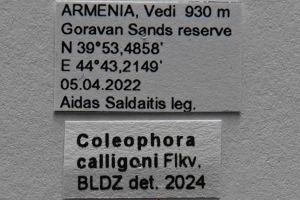 ARMENIA, Vedi 930 m
Goravan Sands reserve
N 39°53,4858'
E 44°43,2149'
05.04.2022
Aidas Saldaitis leg.
Coleophora
calligoni Flkv.
BLDZ det. 2024